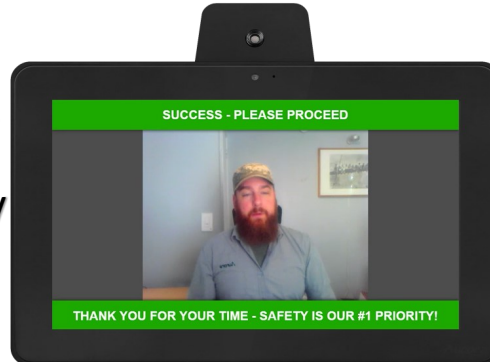 SUCCESS - PLEASE PROCEED
THANK YOU FOR YOUR TIME - SAFETY IS OUR #1 PRIORITY!